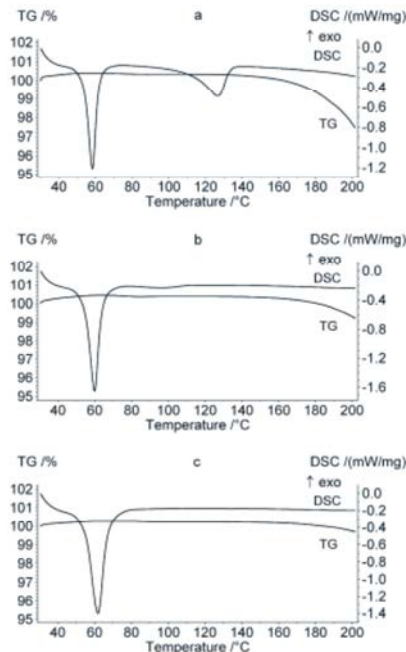 TG /% a DSC /(mW/mg)
↑ exo
DSC
TG
102
101
100
99
98
97
96
95
0.0
-0.2
-0.4
-0.6
-0.8
-1.0
-1.2
40 60 80 100 120 140 160 180 200
Temperature /°C
TG /% b DSC /(mW/mg)
↑ exo
DSC
TG
102
101
100
99
98
97
96
95
0.0
-0.4
-0.8
-1.2
-1.6
40 60 80 100 120 140 160 180 200
Temperature /°C
TG /% c DSC /(mW/mg)
↑ exo
DSC
TG
102
101
100
99
98
97
96
95
0.0
-0.2
-0.4
-0.6
-0.8
-1.0
-1.2
-1.4
40 60 80 100 120 140 160 180 200
Temperature /°C